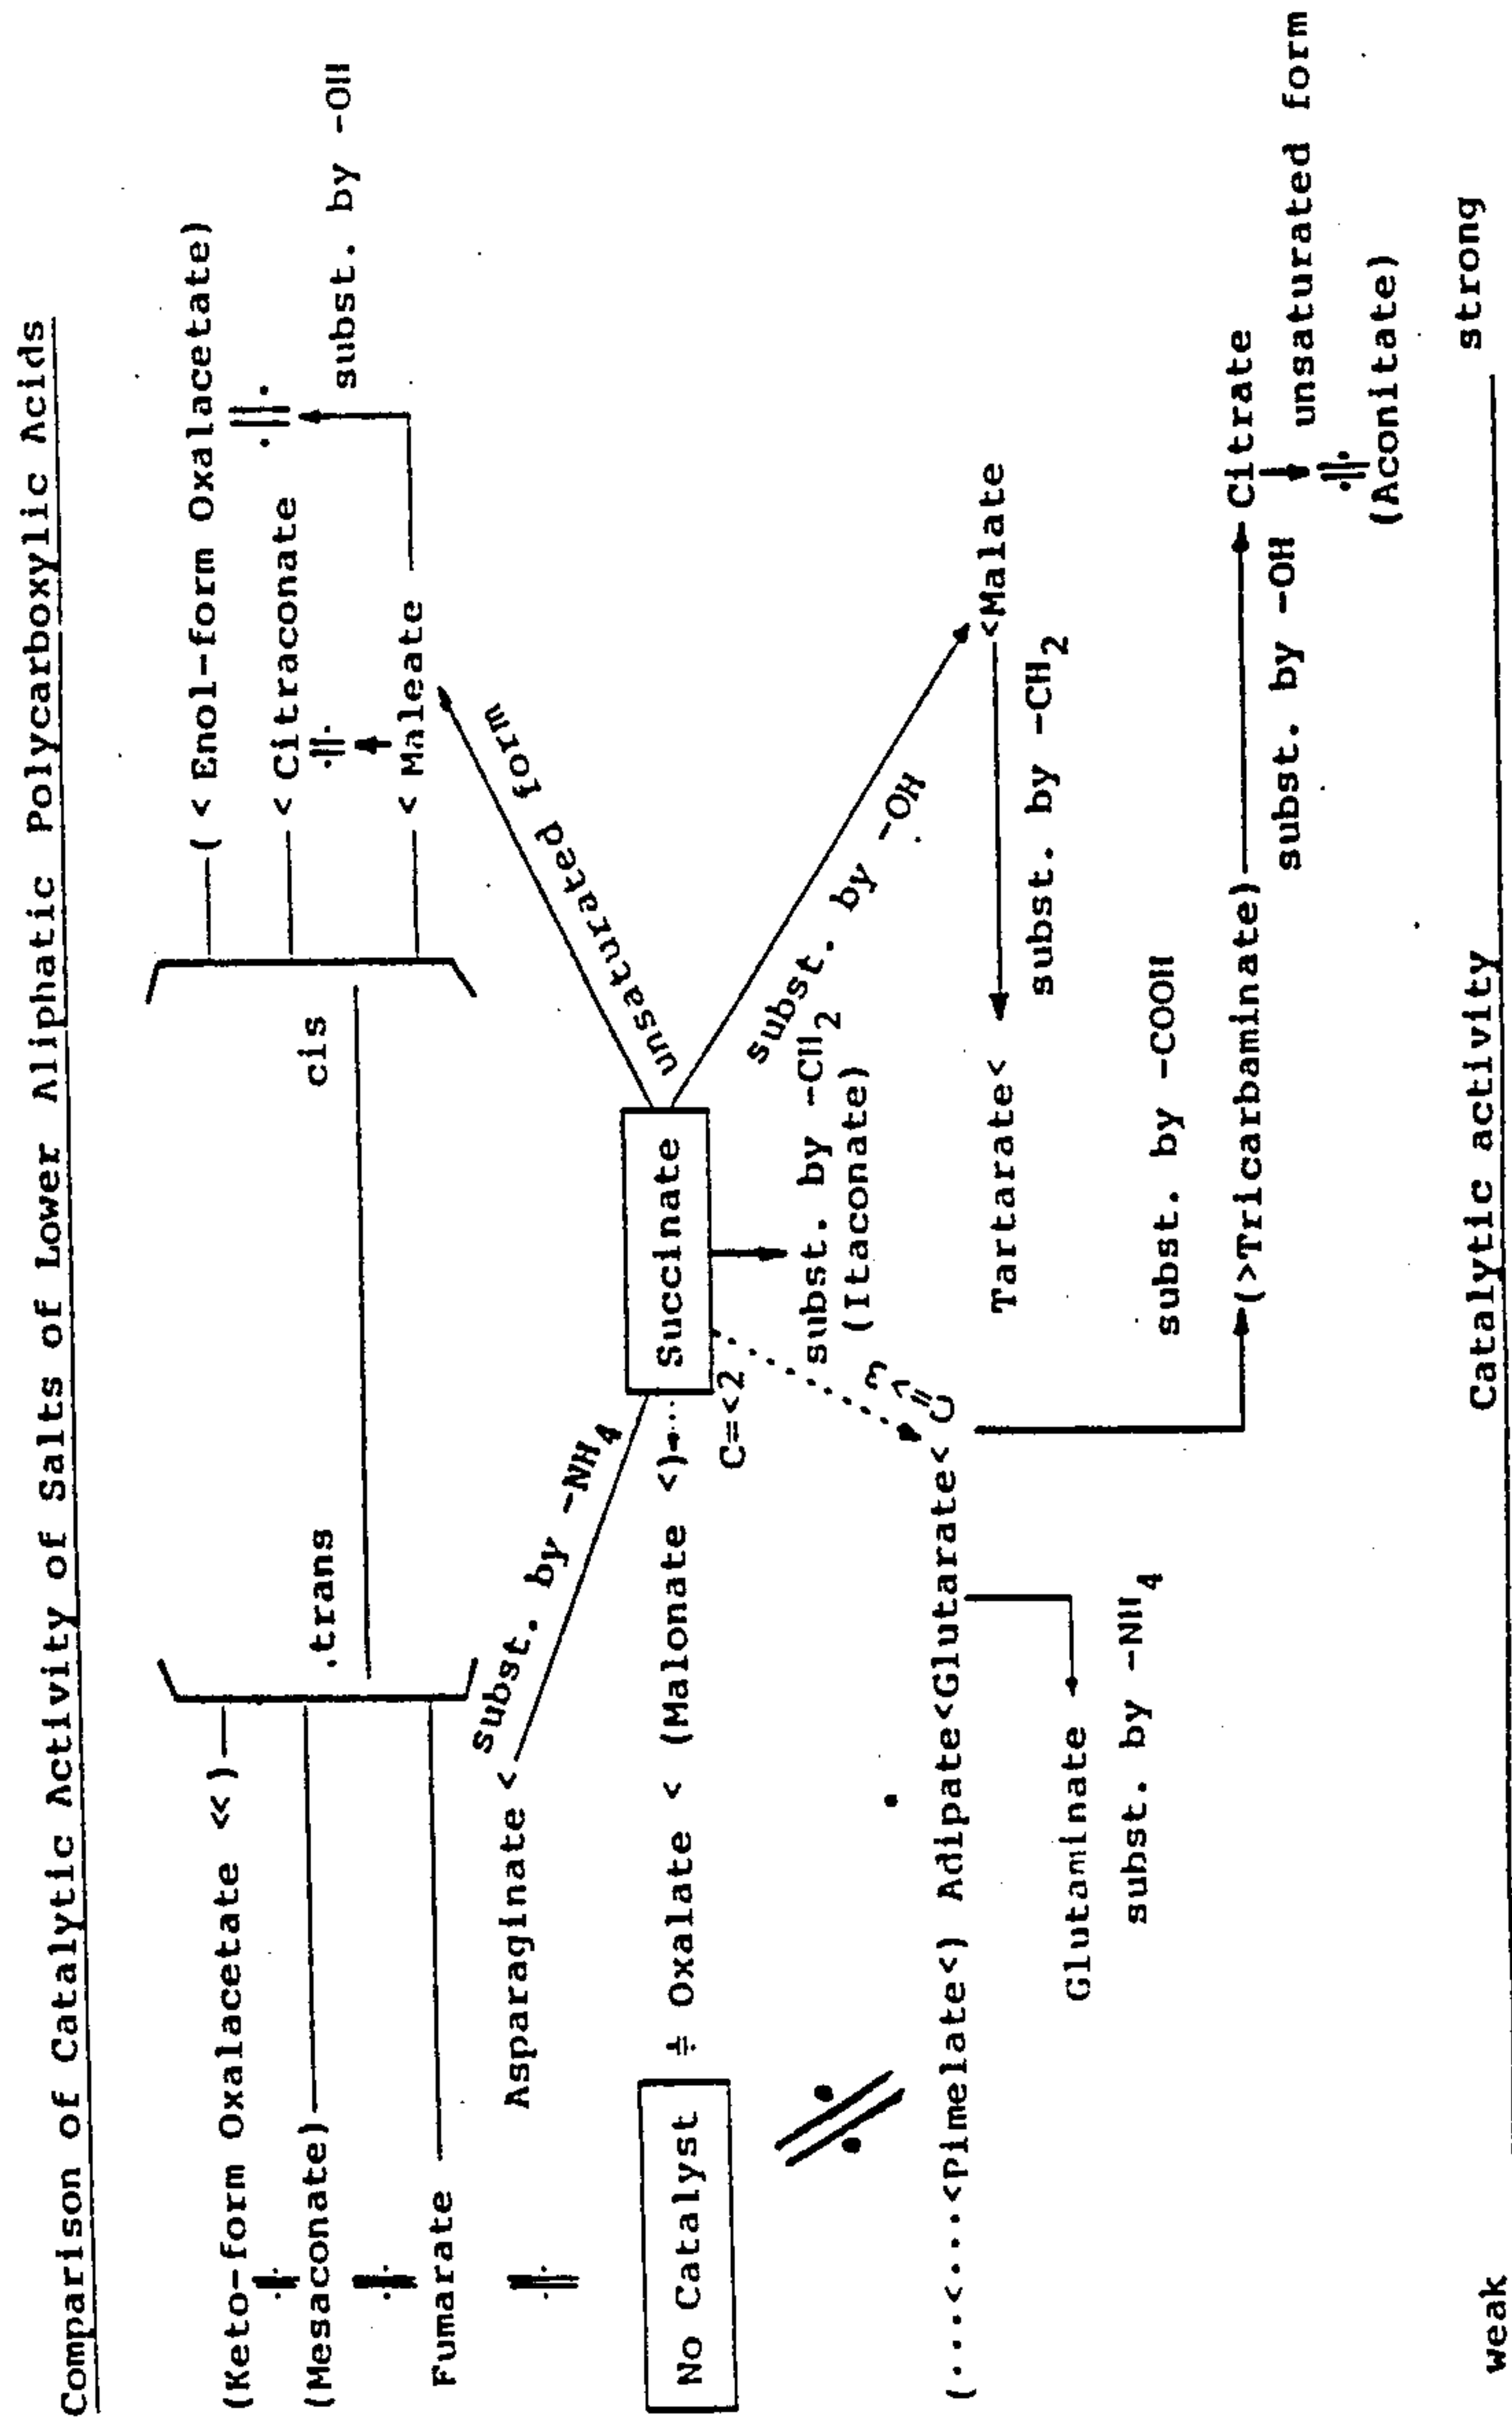 Comparison of Catalytic Activity of Salts of Lower Aliphatic Polycarboxylic Acids
(Keto-form Oxalacetate ≪)
( < Enol-form Oxalacetate)
(Mesaconate)
trans
cis
< Citraconate
subst. by -OH
Fumarate
< Maleate
Asparaginate <
subst. by -NH4
unsaturated form
No Catalyst ≒ Oxalate < (Malonate <)
Succinate
C=<2
subst. by -OH
subst. by -CH2
(Itaconate)
C=>3
(...<...<Pimelate<) Adipate<Glutarate<
Tartarate<
<Malate
subst. by -CH2
Glutaminate
subst. by -NH4
subst. by -COOH
(>Tricarbaminate)
Citrate
subst. by -OH
unsaturated form
(Aconitate)
weak
Catalytic activity
strong